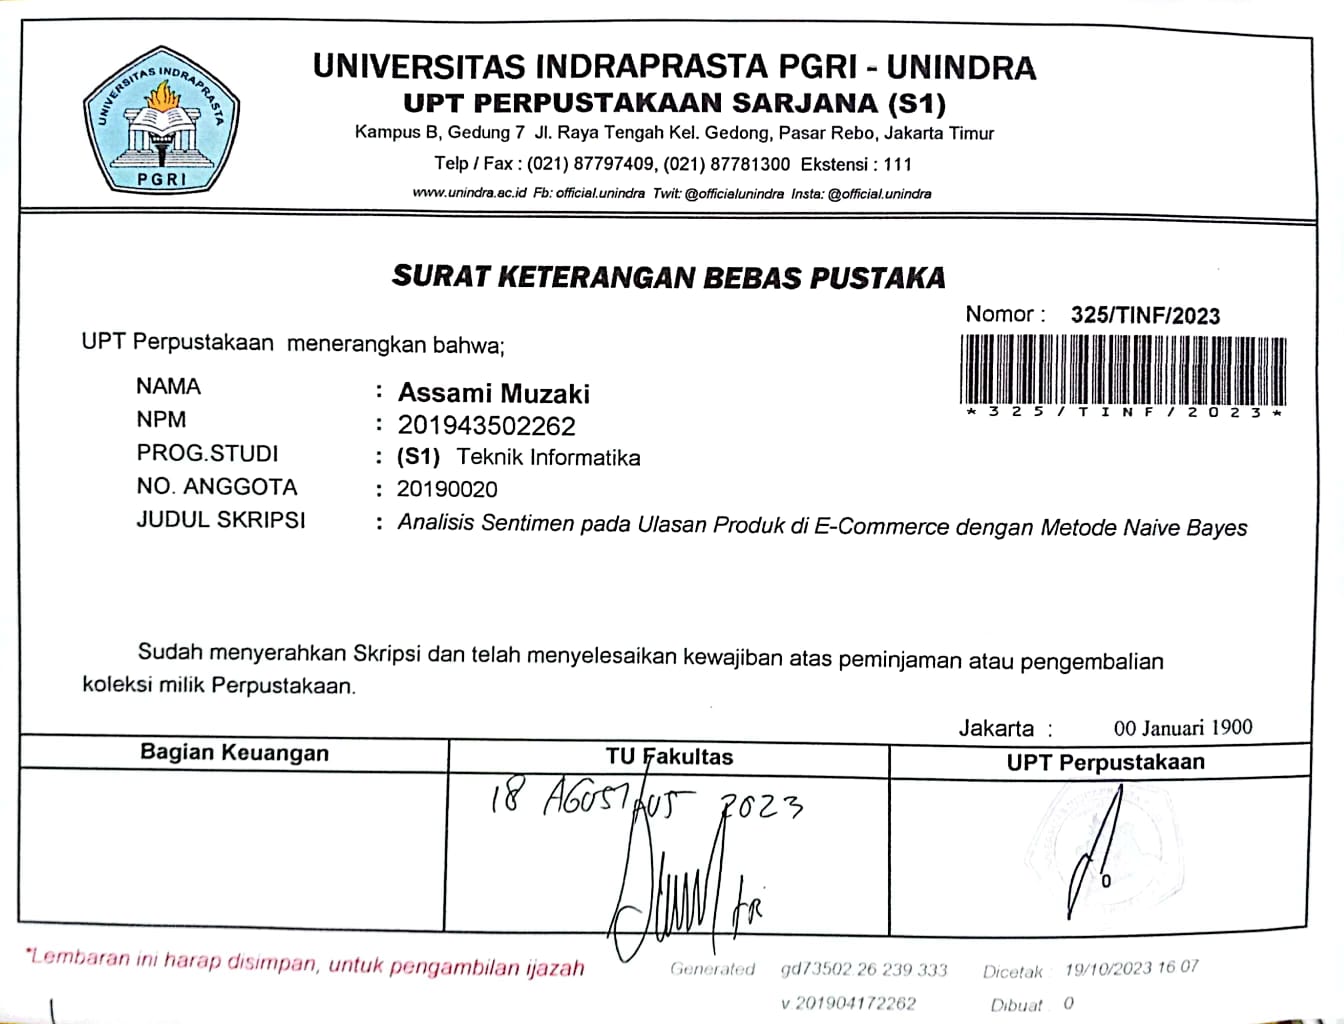 UNIVERSITAS INDRAPRASTA
PGRI
UNIVERSITAS INDRAPRASTA PGRI - UNINDRA
UPT PERPUSTAKAAN SARJANA (S1)
Kampus B, Gedung 7 Jl. Raya Tengah Kel. Gedong, Pasar Rebo, Jakarta Timur
Telp / Fax : (021) 87797409, (021) 87781300 Ekstensi : 111
www.unindra.ac.id Fb: official.unindra Twit: @officialunindra Insta: @official.unindra
SURAT KETERANGAN BEBAS PUSTAKA
Nomor : 325/TINF/2023
*325/TINF/2023*
UPT Perpustakaan menerangkan bahwa;
NAMA : Assami Muzaki
NPM : 201943502262
PROG.STUDI : (S1) Teknik Informatika
NO. ANGGOTA : 20190020
JUDUL SKRIPSI : Analisis Sentimen pada Ulasan Produk di E-Commerce dengan Metode Naive Bayes
Sudah menyerahkan Skripsi dan telah menyelesaikan kewajiban atas peminjaman atau pengembalian
koleksi milik Perpustakaan.
Jakarta : 00 Januari 1900
Bagian Keuangan TU Fakultas UPT Perpustakaan
18 AGUSTUS 2023
0
*Lembaran ini harap disimpan, untuk pengambilan ijazah
Generated gd73502 26 239 333 Dicetak : 19/10/2023 16 07
v.201904172262 Dibuat 0